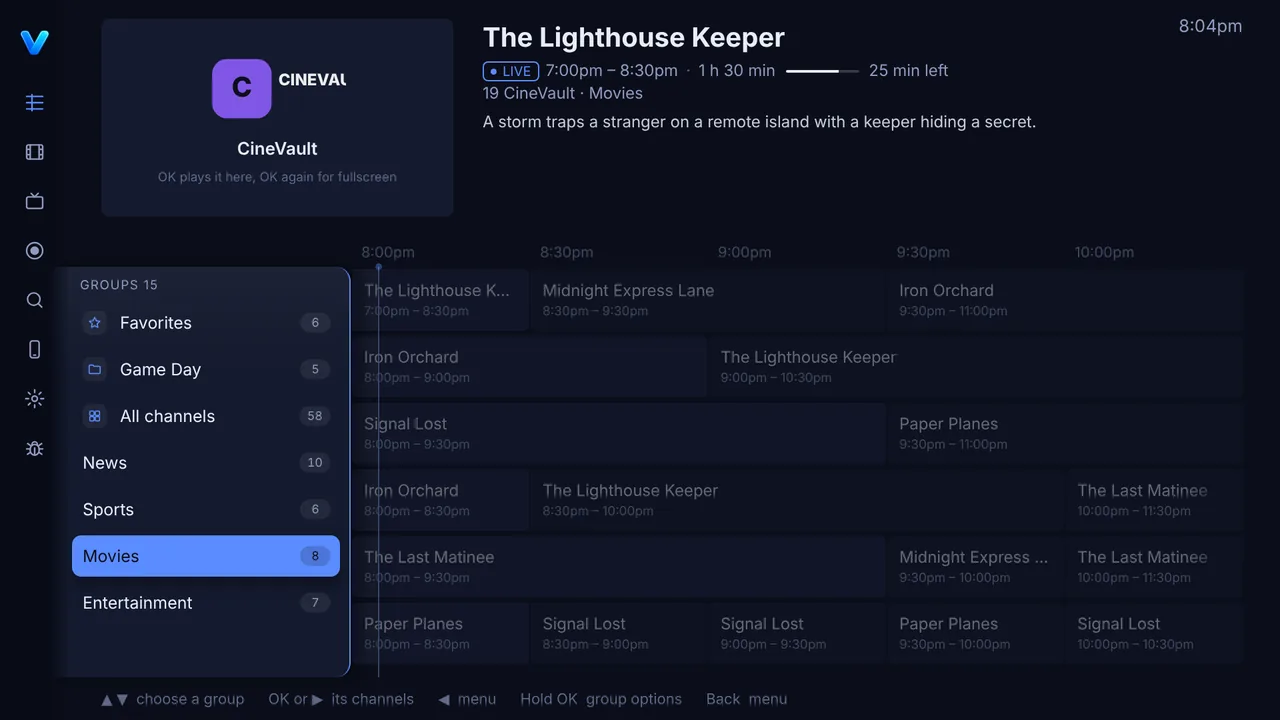 The Lighthouse Keeper
8:04pm
LIVE 7:00pm – 8:30pm · 1 h 30 min 25 min left
19 CineVault · Movies
A storm traps a stranger on a remote island with a keeper hiding a secret.
C CINEVAU
CineVault
OK plays it here, OK again for fullscreen
8:00pm 8:30pm 9:00pm 9:30pm 10:00pm
GROUPS 15
Favorites 6
Game Day 5
All channels 58
News 10
Sports 6
Movies 8
Entertainment 7
The Lighthouse K... Midnight Express Lane Iron Orchard
7:00pm – 8:30pm 8:30pm – 9:30pm 9:30pm – 11:00pm
Iron Orchard The Lighthouse Keeper
8:00pm – 9:00pm 9:00pm – 10:30pm
Signal Lost Paper Planes
8:00pm – 9:30pm 9:30pm – 11:00pm
Iron Orchard The Lighthouse Keeper The Last Matinee
8:00pm – 8:30pm 8:30pm – 10:00pm 10:00pm – 11:30pm
The Last Matinee Midnight Express ... The Last Matinee
8:00pm – 9:30pm 9:30pm – 10:00pm 10:00pm – 11:30pm
Paper Planes Signal Lost Signal Lost Paper Planes Signal Lost
8:00pm – 8:30pm 8:30pm – 9:00pm 9:00pm – 9:30pm 9:30pm – 10:00pm 10:00pm – 10:30pm
▲▼ choose a group OK or ▶ its channels ◀ menu Hold OK group options Back menu